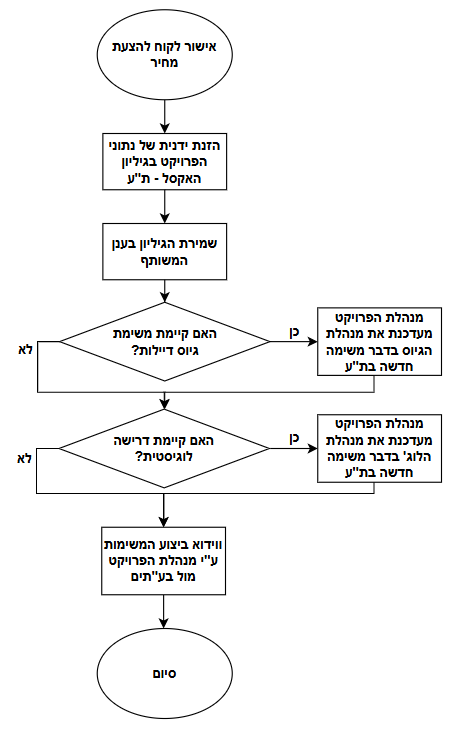 אישור לקוח להצעת
מחיר
הזנת ידנית של נתוני
הפרויקט בגיליון
האקסל - ת"ע
שמירת הגיליון בענן
המשותף
האם קיימת משימת
גיוס דיילות?
כן
לא
מנהלת הפרויקט
מעדכנת את מנהלת
הגיוס בדבר משימה
חדשה בת"ע
האם קיימת דרישה
לוגיסטית?
כן
לא
מנהלת הפרויקט
מעדכנת את מנהלת
הלוג' בדבר משימה
חדשה בת"ע
ווידוא ביצוע המשימות
ע"י מנהלת הפרויקט
מול בע"תים
סיום